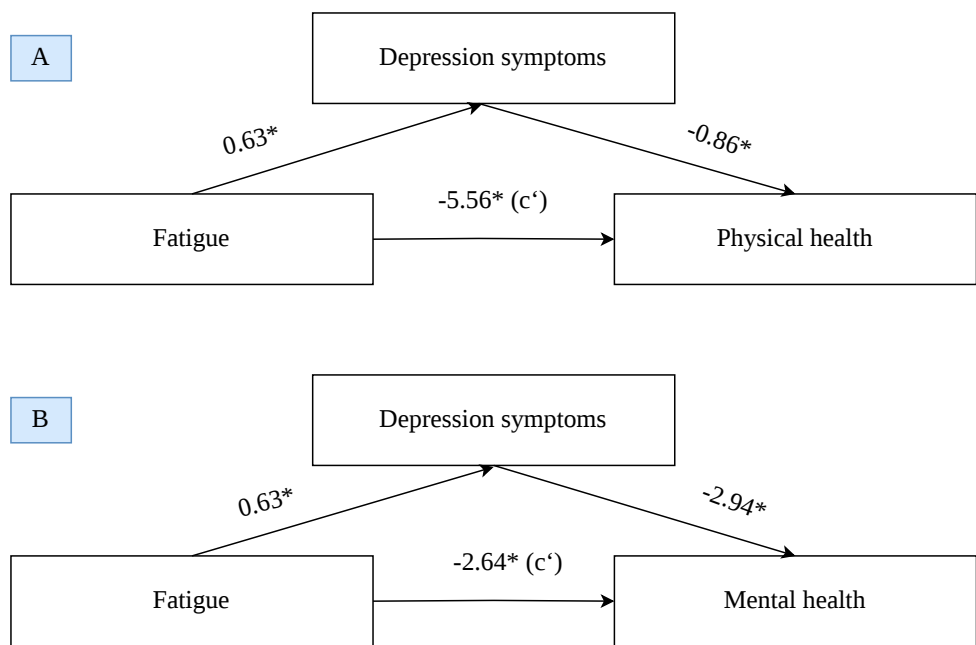 A
Depression symptoms
0.63*
-0.86*
-5.56* (c‘)
Fatigue
Physical health
B
Depression symptoms
0.63*
-2.94*
-2.64* (c‘)
Fatigue
Mental health